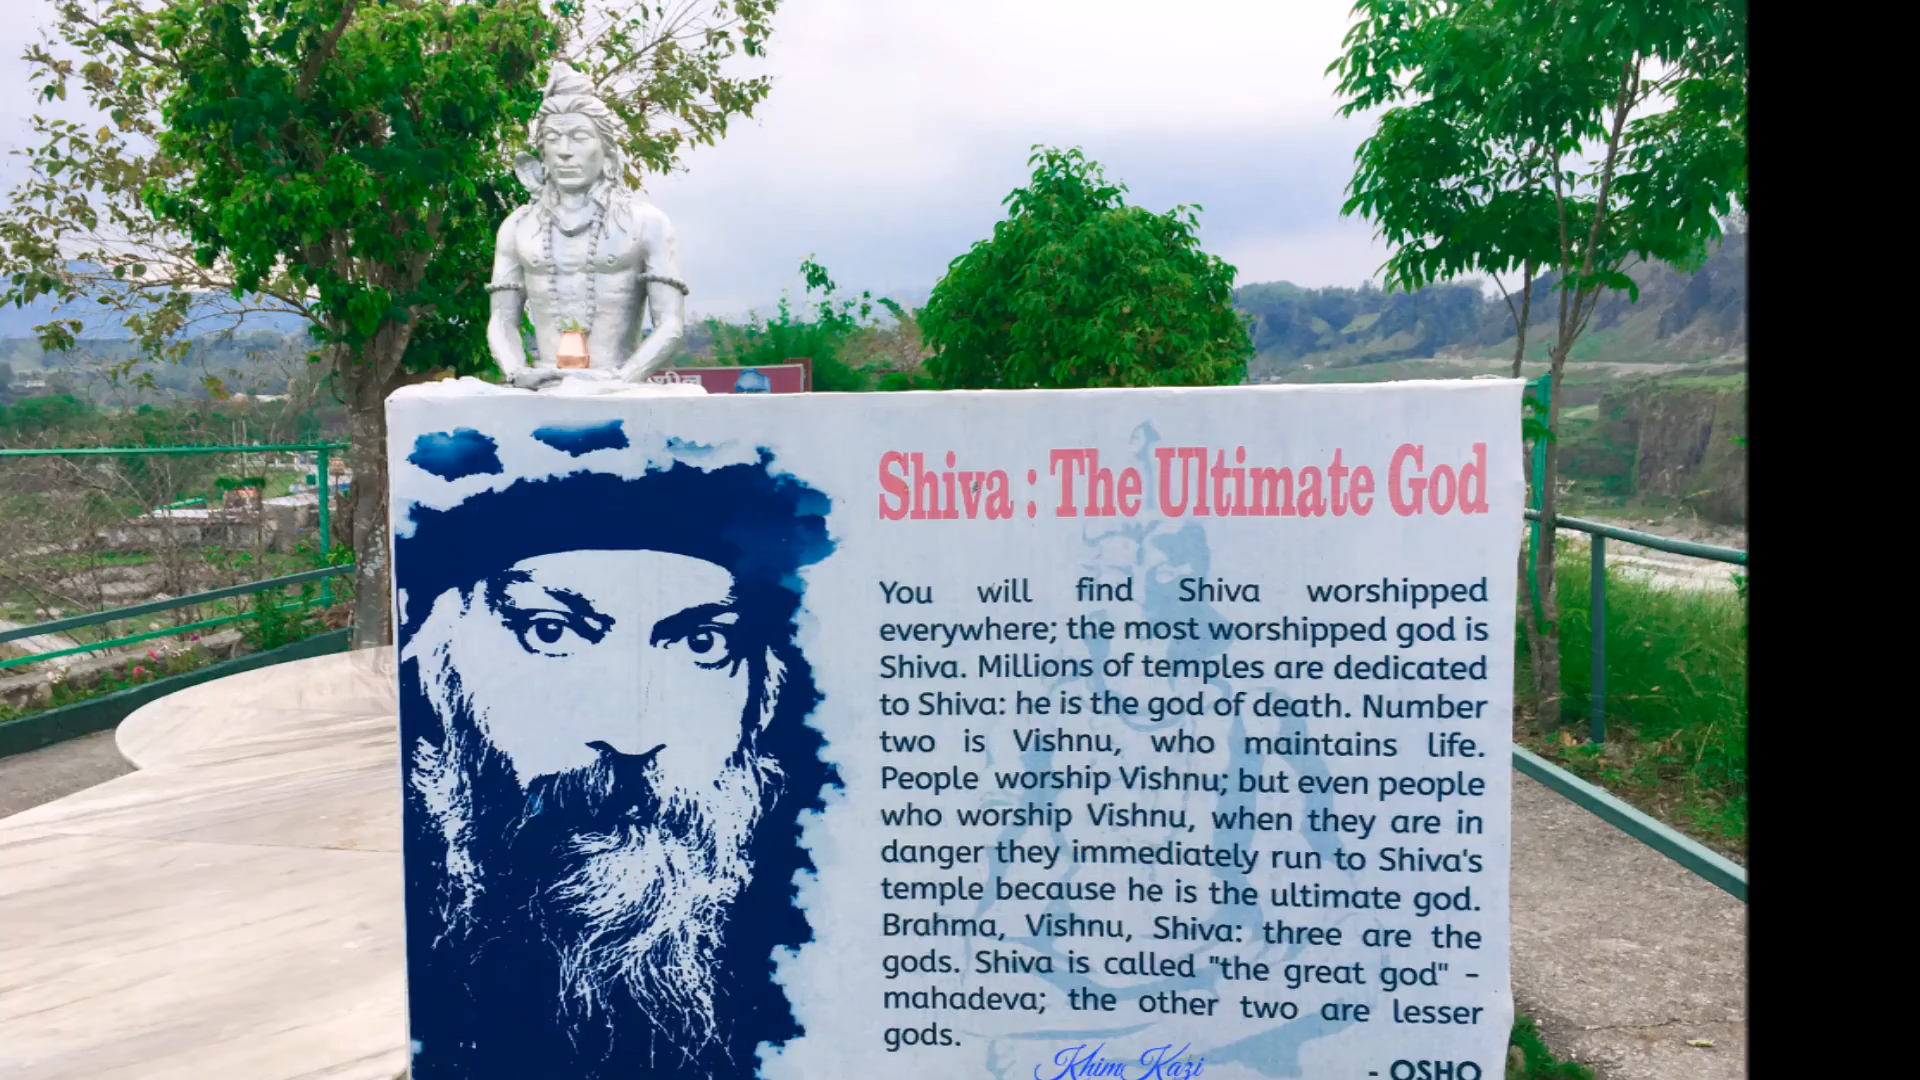 Shiva : The Ultimate God
You will find Shiva worshipped
everywhere; the most worshipped god is
Shiva. Millions of temples are dedicated
to Shiva: he is the god of death. Number
two is Vishnu, who maintains life.
People worship Vishnu; but even people
who worship Vishnu, when they are in
danger they immediately run to Shiva's
temple because he is the ultimate god.
Brahma, Vishnu, Shiva: three are the
gods. Shiva is called "the great god" -
mahadeva; the other two are lesser
gods.
Khim Kazi
- OSHO